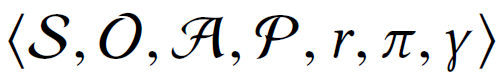 ⟨𝒮, 𝒪, 𝒜, 𝒫, r, π, γ⟩